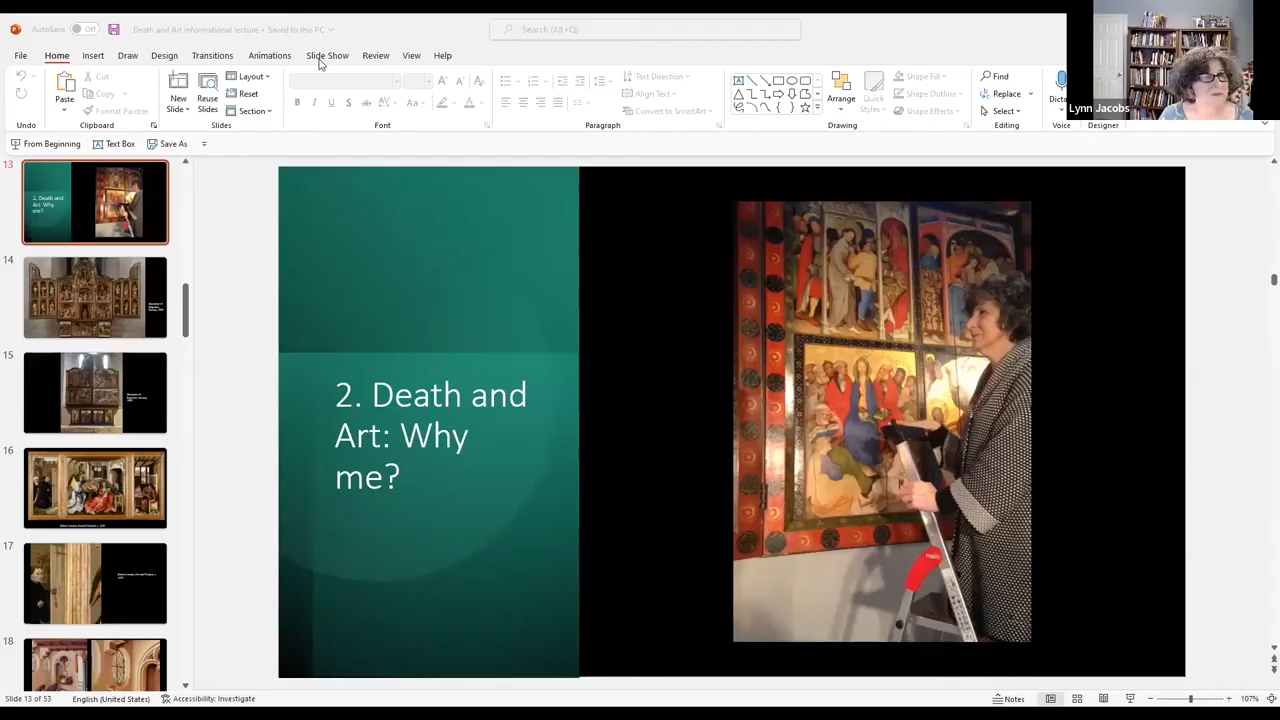 AutoSave
Off
Death and Art informational lecture • Saved to this PC
Search (Alt+Q)
File Home Insert Draw Design Transitions Animations Slide Show Review View Help
Lynn Jacobs
Paste
Cut
Copy
Format Painter
New Slide
Reuse Slides
Layout
Reset
Section
Text Direction
Align Text
Convert to SmartArt
Arrange
Quick Styles
Shape Fill
Shape Outline
Shape Effects
Find
Replace
Select
Undo Clipboard Slides Font Paragraph Drawing Editing Voice Designer
From Beginning Text Box Save As
13
2. Death and
Art: Why
me?
14
15
16
17
18
2. Death and
Art: Why
me?
Slide 13 of 53 English (United States) Accessibility: Investigate Notes 107%